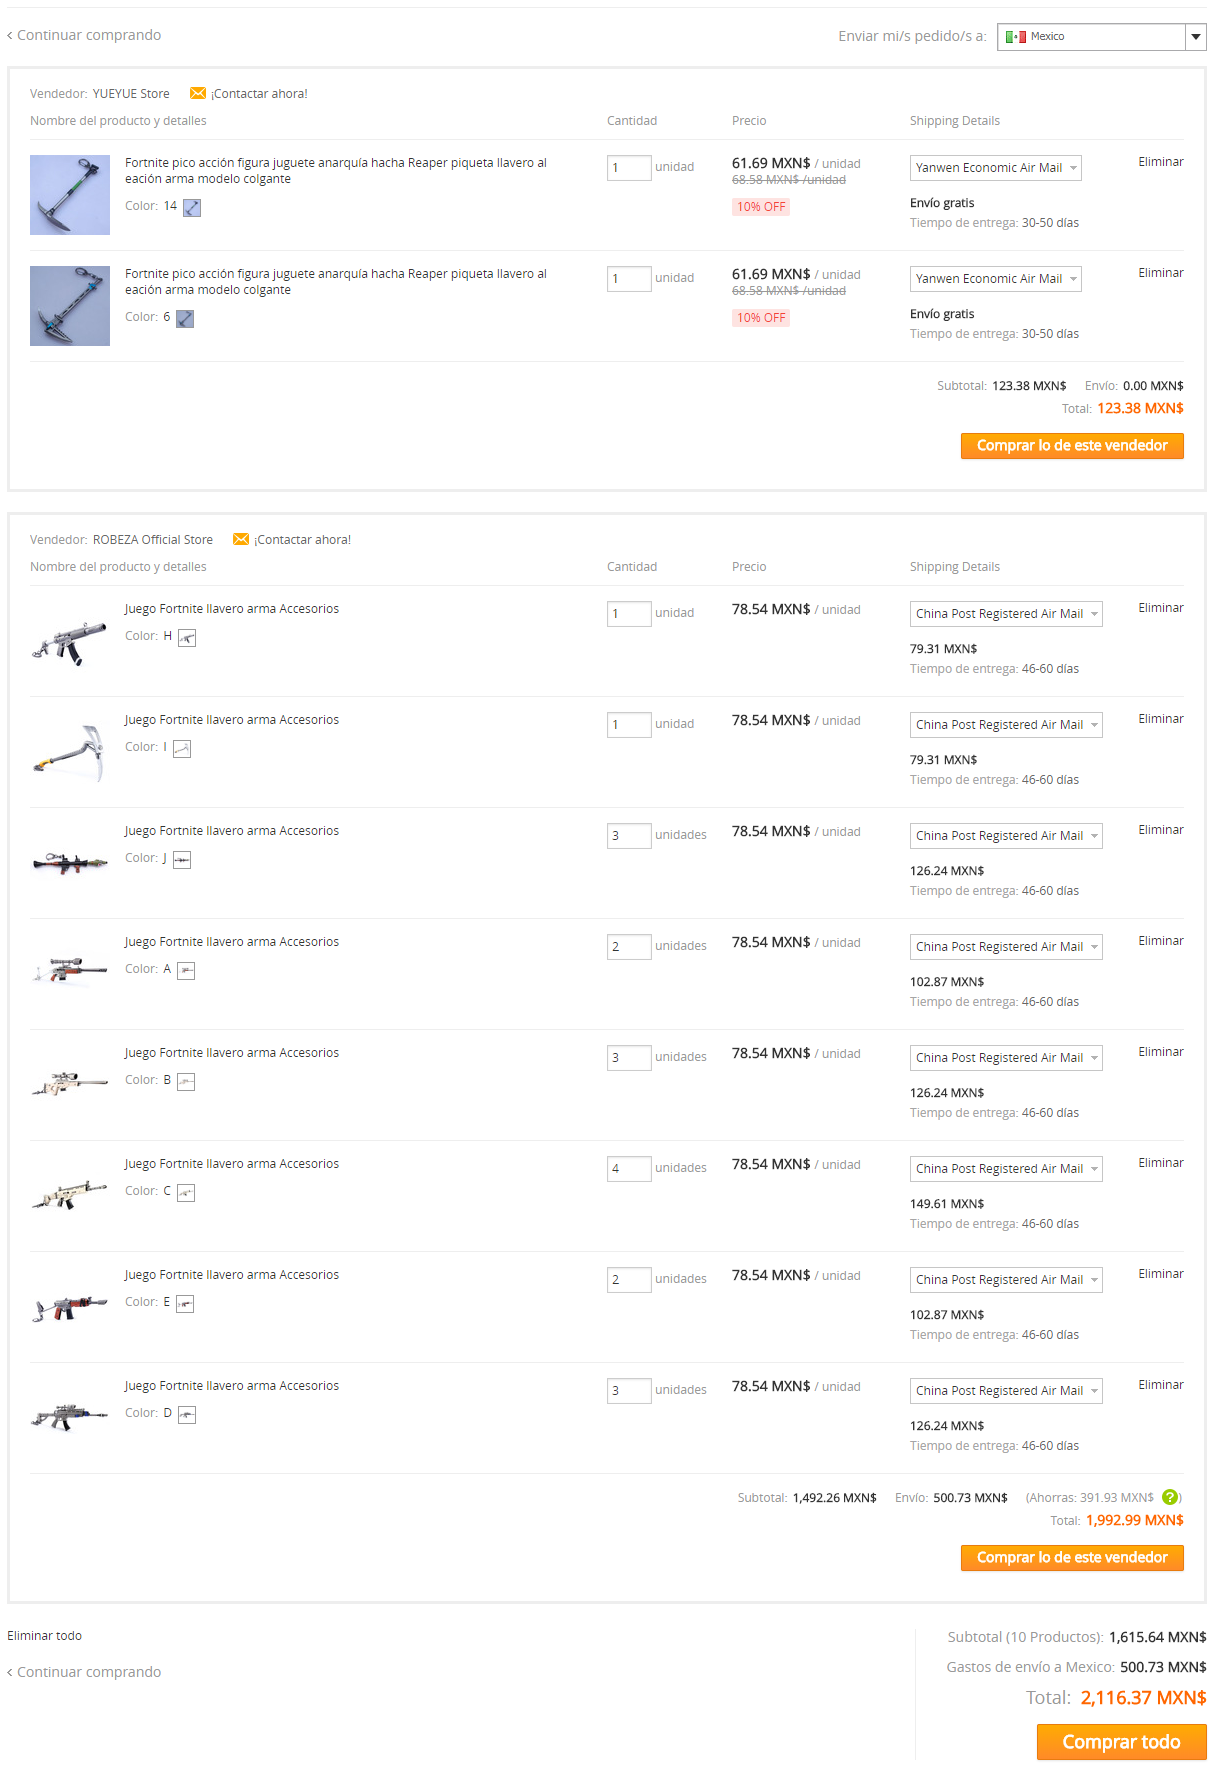 Continuar comprando
Enviar mi/s pedido/s a: Mexico
Vendedor: YUEYUE Store ¡Contactar ahora!
Nombre del producto y detalles Cantidad Precio Shipping Details
Fortnite pico acción figura juguete anarquía hacha Reaper piqueta llavero al 1 unidad 61.69 MXN$ / unidad Yanwen Economic Air Mail Eliminar
eación arma modelo colgante 68.58 MXN$ /unidad
Color: 14 10% OFF Envío gratis
Tiempo de entrega: 30-50 días
Fortnite pico acción figura juguete anarquía hacha Reaper piqueta llavero al 1 unidad 61.69 MXN$ / unidad Yanwen Economic Air Mail Eliminar
eación arma modelo colgante 68.58 MXN$ /unidad
Color: 6 10% OFF Envío gratis
Tiempo de entrega: 30-50 días
Subtotal: 123.38 MXN$ Envío: 0.00 MXN$
Total: 123.38 MXN$
Comprar lo de este vendedor
Vendedor: ROBEZA Official Store ¡Contactar ahora!
Nombre del producto y detalles Cantidad Precio Shipping Details
Juego Fortnite llavero arma Accesorios 1 unidad 78.54 MXN$ / unidad China Post Registered Air Mail Eliminar
Color: H 79.31 MXN$
Tiempo de entrega: 46-60 días
Juego Fortnite llavero arma Accesorios 1 unidad 78.54 MXN$ / unidad China Post Registered Air Mail Eliminar
Color: I 79.31 MXN$
Tiempo de entrega: 46-60 días
Juego Fortnite llavero arma Accesorios 3 unidades 78.54 MXN$ / unidad China Post Registered Air Mail Eliminar
Color: J 126.24 MXN$
Tiempo de entrega: 46-60 días
Juego Fortnite llavero arma Accesorios 2 unidades 78.54 MXN$ / unidad China Post Registered Air Mail Eliminar
Color: A 102.87 MXN$
Tiempo de entrega: 46-60 días
Juego Fortnite llavero arma Accesorios 3 unidades 78.54 MXN$ / unidad China Post Registered Air Mail Eliminar
Color: B 126.24 MXN$
Tiempo de entrega: 46-60 días
Juego Fortnite llavero arma Accesorios 4 unidades 78.54 MXN$ / unidad China Post Registered Air Mail Eliminar
Color: C 149.61 MXN$
Tiempo de entrega: 46-60 días
Juego Fortnite llavero arma Accesorios 2 unidades 78.54 MXN$ / unidad China Post Registered Air Mail Eliminar
Color: E 102.87 MXN$
Tiempo de entrega: 46-60 días
Juego Fortnite llavero arma Accesorios 3 unidades 78.54 MXN$ / unidad China Post Registered Air Mail Eliminar
Color: D 126.24 MXN$
Tiempo de entrega: 46-60 días
Subtotal: 1,492.26 MXN$ Envío: 500.73 MXN$ (Ahorras: 391.93 MXN$ ?)
Total: 1,992.99 MXN$
Comprar lo de este vendedor
Eliminar todo Subtotal (10 Productos): 1,615.64 MXN$
Continuar comprando Gastos de envío a Mexico: 500.73 MXN$
Total: 2,116.37 MXN$
Comprar todo